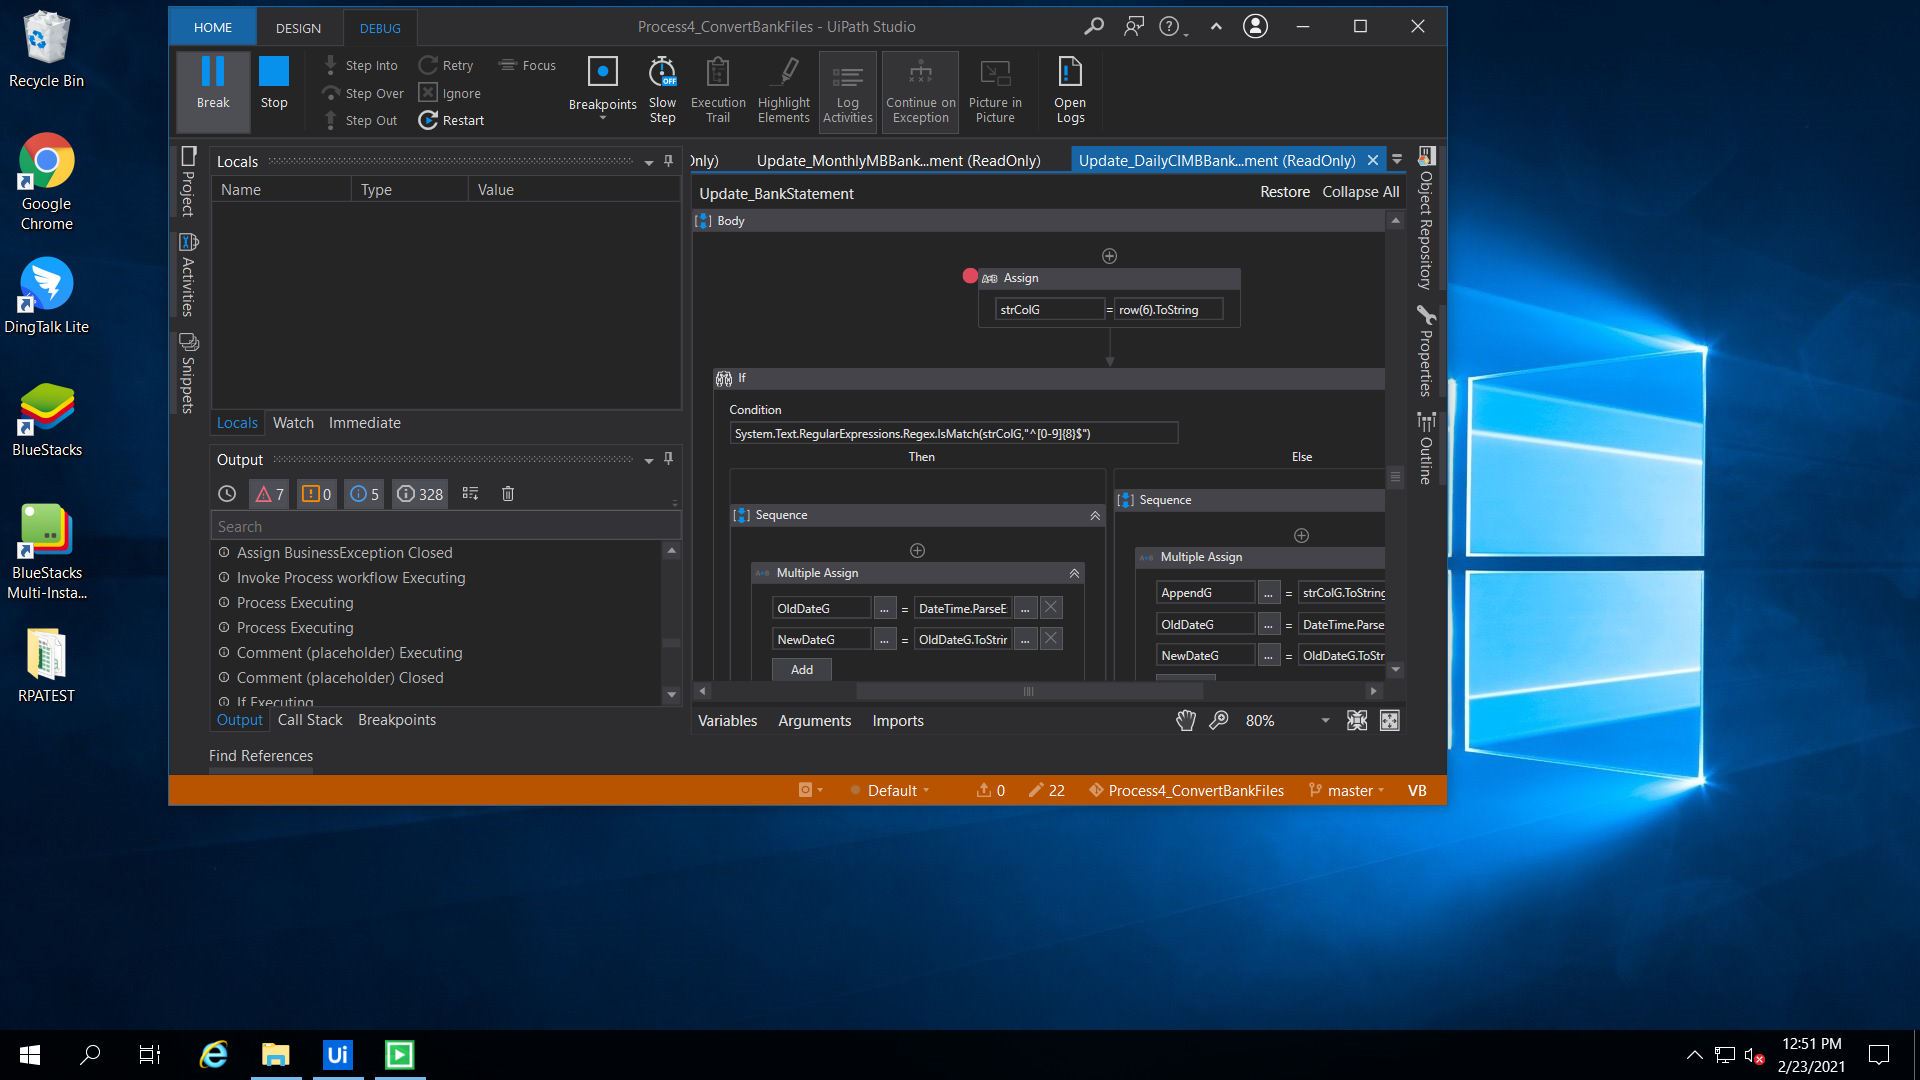 Recycle Bin
Google
Chrome
DingTalk Lite
BlueStacks
BlueStacks
Multi-Insta...
RPATEST
HOME
DESIGN
DEBUG
Process4_ConvertBankFiles - UiPath Studio
Break
Stop
Step Into
Step Over
Step Out
Retry
Ignore
Restart
Focus
Breakpoints
Slow
Step
OFF
Execution
Trail
Highlight
Elements
Log
Activities
Continue on
Exception
Picture in
Picture
Open
Logs
Project
Activities
Snippets
Locals
Name
Type
Value
Locals
Watch
Immediate
Output
7
0
5
328
Search
Assign BusinessException Closed
Invoke Process workflow Executing
Process Executing
Process Executing
Comment (placeholder) Executing
Comment (placeholder) Closed
If Executing
Output
Call Stack
Breakpoints
Find References
Only)
Update_MonthlyMBBank...ment (ReadOnly)
Update_DailyCIMBBank...ment (ReadOnly)
Update_BankStatement
Restore
Collapse All
Body
Assign
strColG
=
row(6).ToString
If
Condition
System.Text.RegularExpressions.Regex.IsMatch(strColG,"^[0-9]{8}$")
Then
Else
Sequence
Multiple Assign
OldDateG
...
=
DateTime.ParseE
...
NewDateG
...
=
OldDateG.ToStrin
...
Add
Sequence
Multiple Assign
AppendG
...
=
strColG.ToString
OldDateG
...
=
DateTime.Parse
NewDateG
...
=
OldDateG.ToStr
Variables
Arguments
Imports
80%
Object Repository
Properties
Outline
Default
0
22
Process4_ConvertBankFiles
master
VB
Ui
12:51 PM
2/23/2021